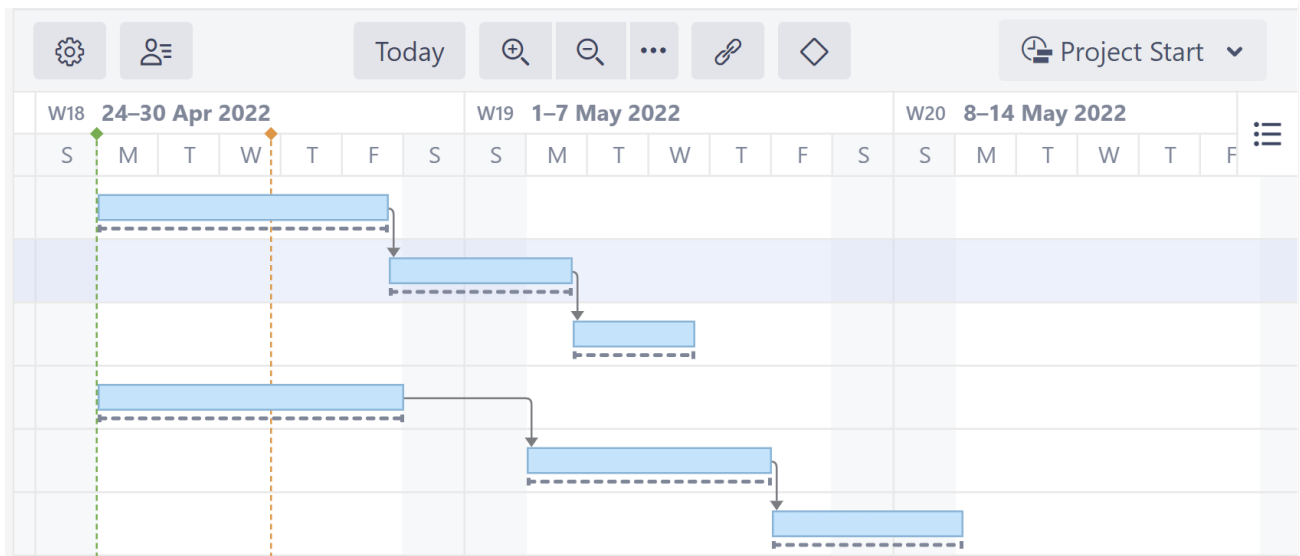 Today ••• Project Start
W18 24–30 Apr 2022 W19 1–7 May 2022 W20 8–14 May 2022
S M T W T F S S M T W T F S S M T W T F